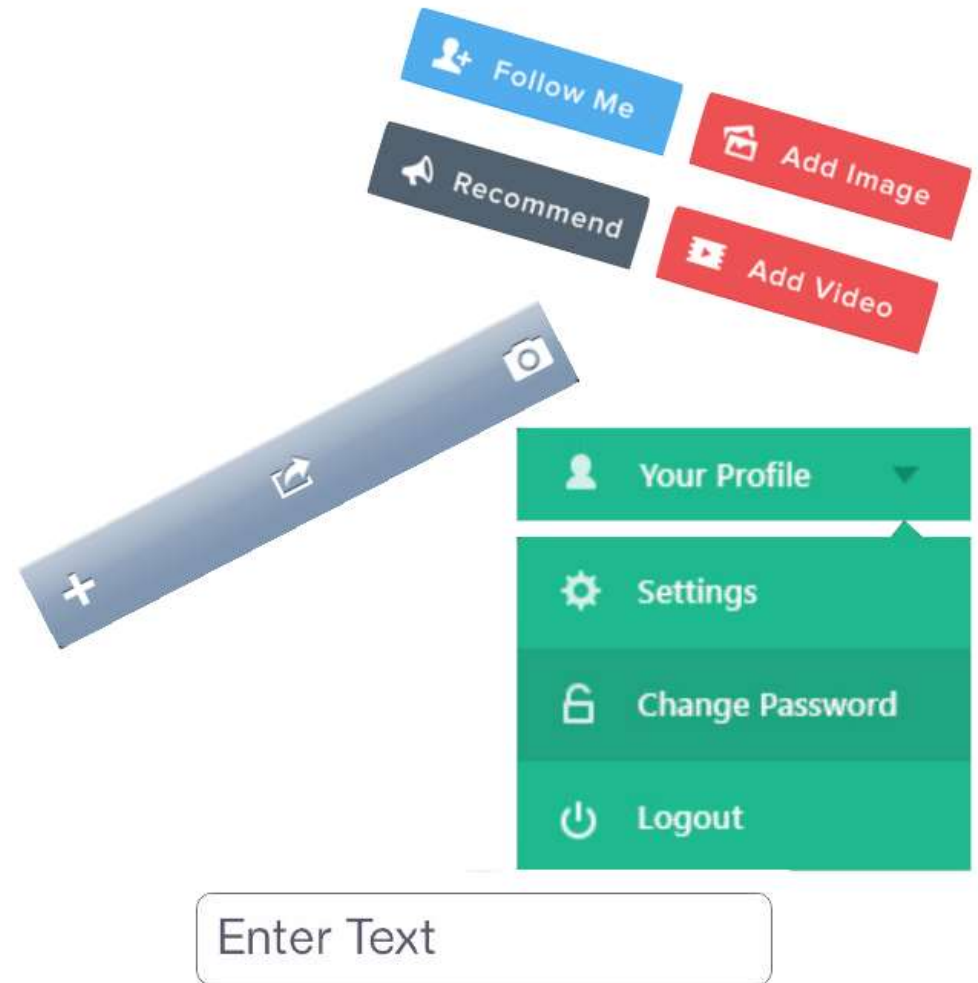 Follow Me
Add Image
Recommend
Add Video
Your Profile
Settings
Change Password
Logout
Enter Text